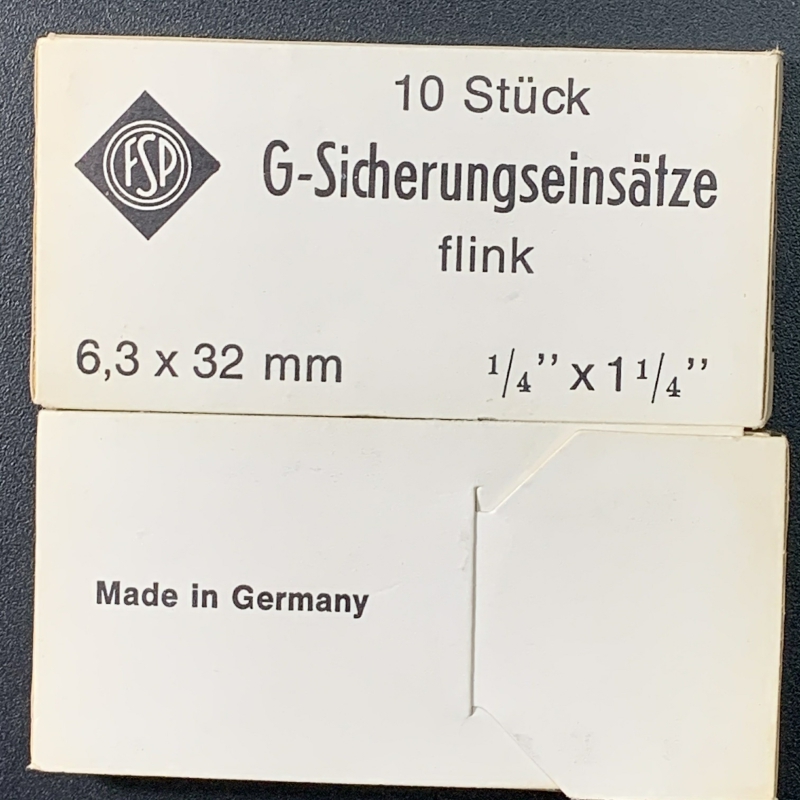 FSP
10 Stück
G-Sicherungseinsätze
flink
6,3 x 32 mm
1/4” x 1 1/4”
Made in Germany